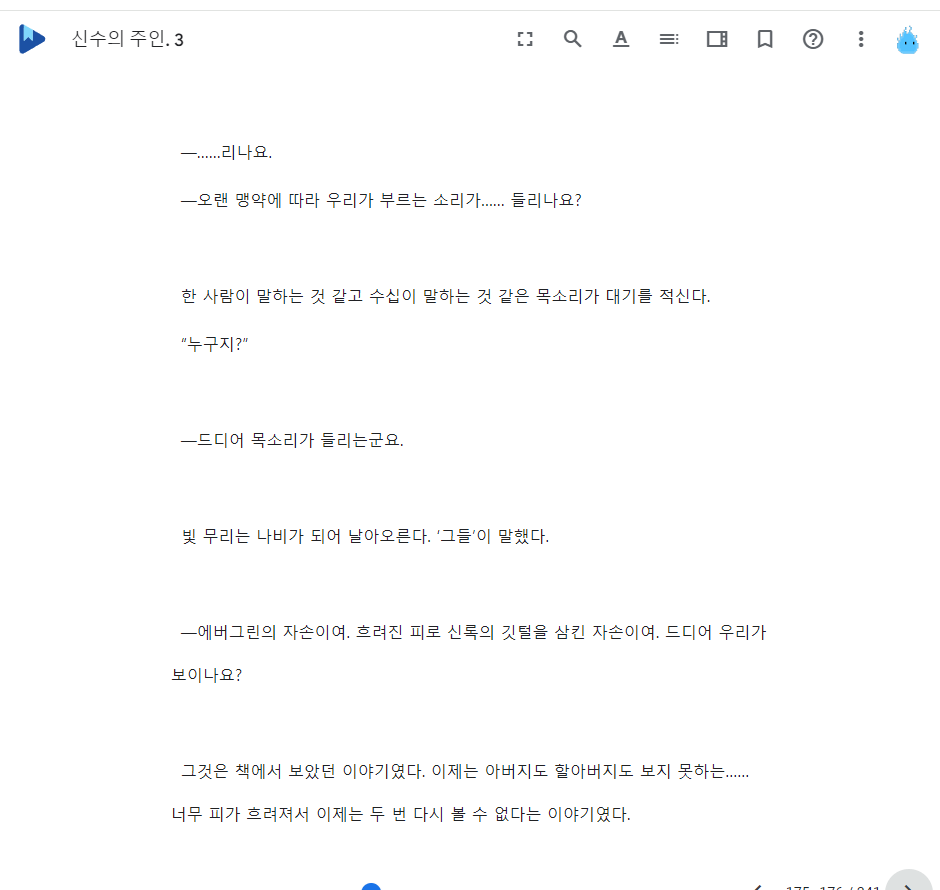 신수의 주인. 3
―......리나요.
―오랜 맹약에 따라 우리가 부르는 소리가...... 들리나요?
한 사람이 말하는 것 같고 수십이 말하는 것 같은 목소리가 대기를 적신다.
“누구지?”
―드디어 목소리가 들리는군요.
빛 무리는 나비가 되어 날아오른다. ‘그들’이 말했다.
―에버그린의 자손이여. 흐려진 피로 신록의 깃털을 삼킨 자손이여. 드디어 우리가
보이나요?
그것은 책에서 보았던 이야기였다. 이제는 아버지도 할아버지도 보지 못하는......
너무 피가 흐려져서 이제는 두 번 다시 볼 수 없다는 이야기였다.